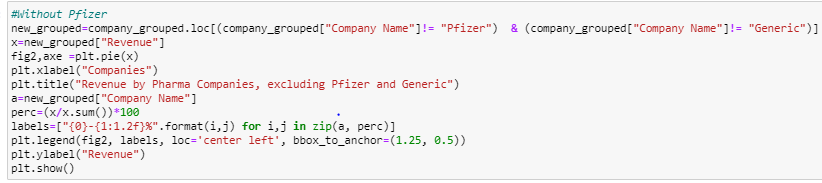 #Without Pfizer
new_grouped=company_grouped.loc[(company_grouped["Company Name"]!= "Pfizer")  & (company_grouped["Company Name"]!= "Generic")]
x=new_grouped["Revenue"]
fig2,axe =plt.pie(x)
plt.xlabel("Companies")
plt.title("Revenue by Pharma Companies, excluding Pfizer and Generic")
a=new_grouped["Company Name"]
perc=(x/x.sum())*100
labels=["{0}-{1:1.2f}%".format(i,j) for i,j in zip(a, perc)]
plt.legend(fig2, labels, loc='center left', bbox_to_anchor=(1.25, 0.5))
plt.ylabel("Revenue")
plt.show()